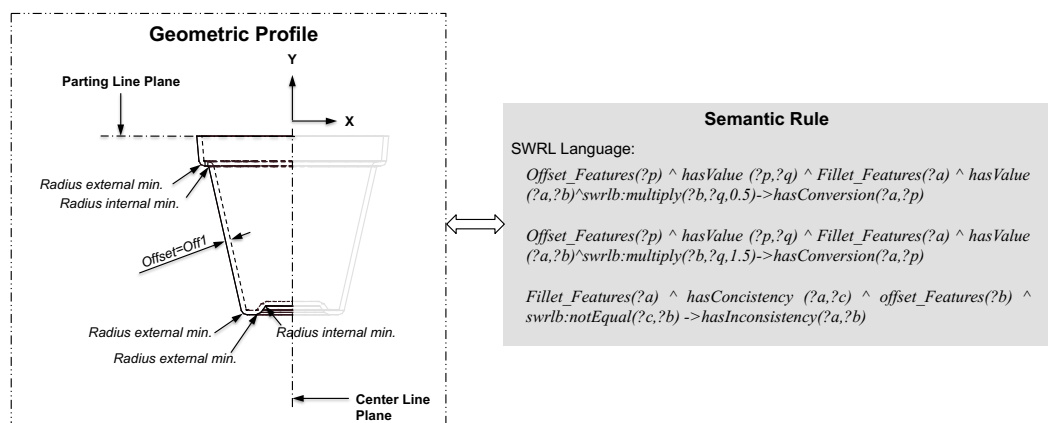 Geometric Profile
Y
Parting Line Plane
X
Radius external min.
Radius internal min.
Offset=Off1
Radius external min.
Radius internal min.
Radius external min.
Center Line
Plane
Semantic Rule
SWRL Language:
Offset_Features(?p) ^ hasValue (?p,?q) ^ Fillet_Features(?a) ^ hasValue
(?a,?b)^swrlb:multiply(?b,?q,0.5)->hasConversion(?a,?p)
Offset_Features(?p) ^ hasValue (?p,?q) ^ Fillet_Features(?a) ^ hasValue
(?a,?b)^swrlb:multiply(?b,?q,1.5)->hasConversion(?a,?p)
Fillet_Features(?a) ^ hasConcistency (?a,?c) ^ offset_Features(?b) ^
swrlb:notEqual(?c,?b) ->hasInconsistency(?a,?b)